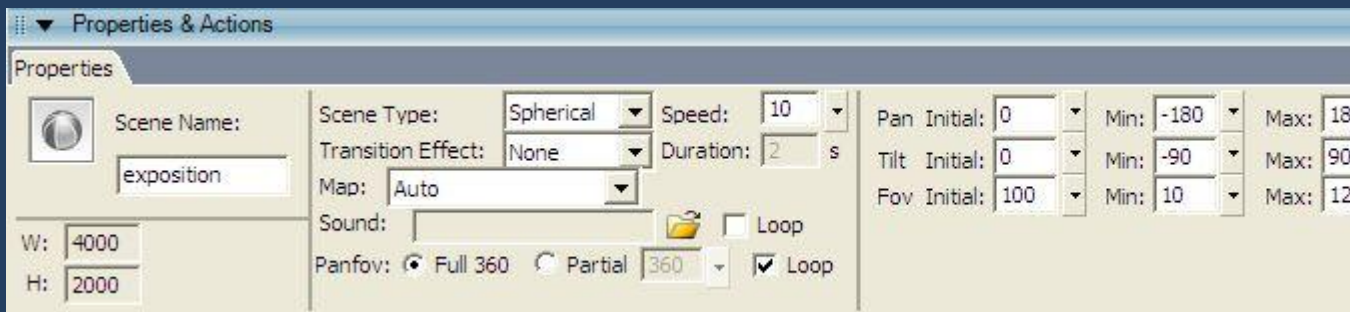 Properties & Actions
Properties
Scene Name:
exposition
W: 4000
H: 2000
Scene Type: Spherical Speed: 10
Transition Effect: None Duration: 2 s
Map: Auto
Sound: Loop
Panfov: Full 360 Partial 360 Loop
Pan Initial: 0 Min: -180 Max:
Tilt Initial: 0 Min: -90 Max: 90
Fov Initial: 100 Min: 10 Max: